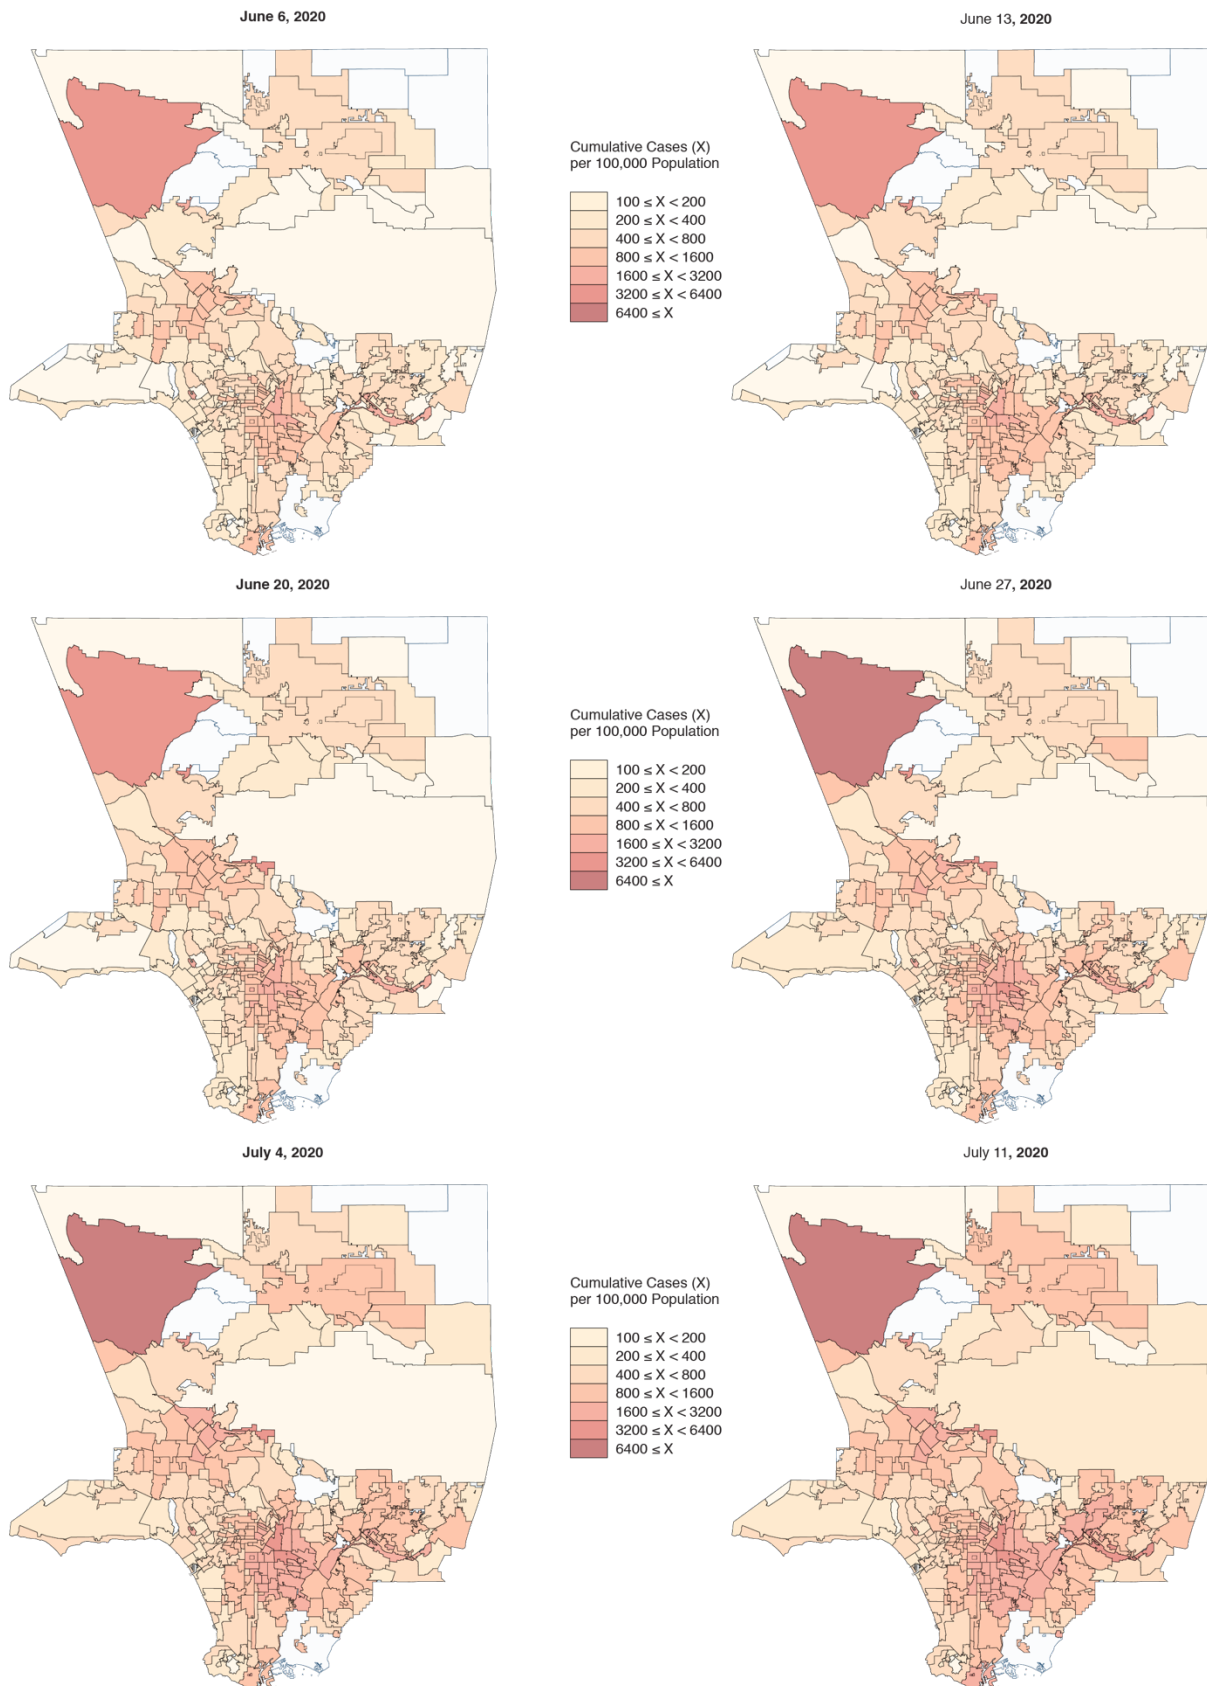 June 6, 2020
June 13, 2020
Cumulative Cases (X)
per 100,000 Population
100 ≤ X < 200
200 ≤ X < 400
400 ≤ X < 800
800 ≤ X < 1600
1600 ≤ X < 3200
3200 ≤ X < 6400
6400 ≤ X
June 20, 2020
June 27, 2020
Cumulative Cases (X)
per 100,000 Population
100 ≤ X < 200
200 ≤ X < 400
400 ≤ X < 800
800 ≤ X < 1600
1600 ≤ X < 3200
3200 ≤ X < 6400
6400 ≤ X
July 4, 2020
July 11, 2020
Cumulative Cases (X)
per 100,000 Population
100 ≤ X < 200
200 ≤ X < 400
400 ≤ X < 800
800 ≤ X < 1600
1600 ≤ X < 3200
3200 ≤ X < 6400
6400 ≤ X